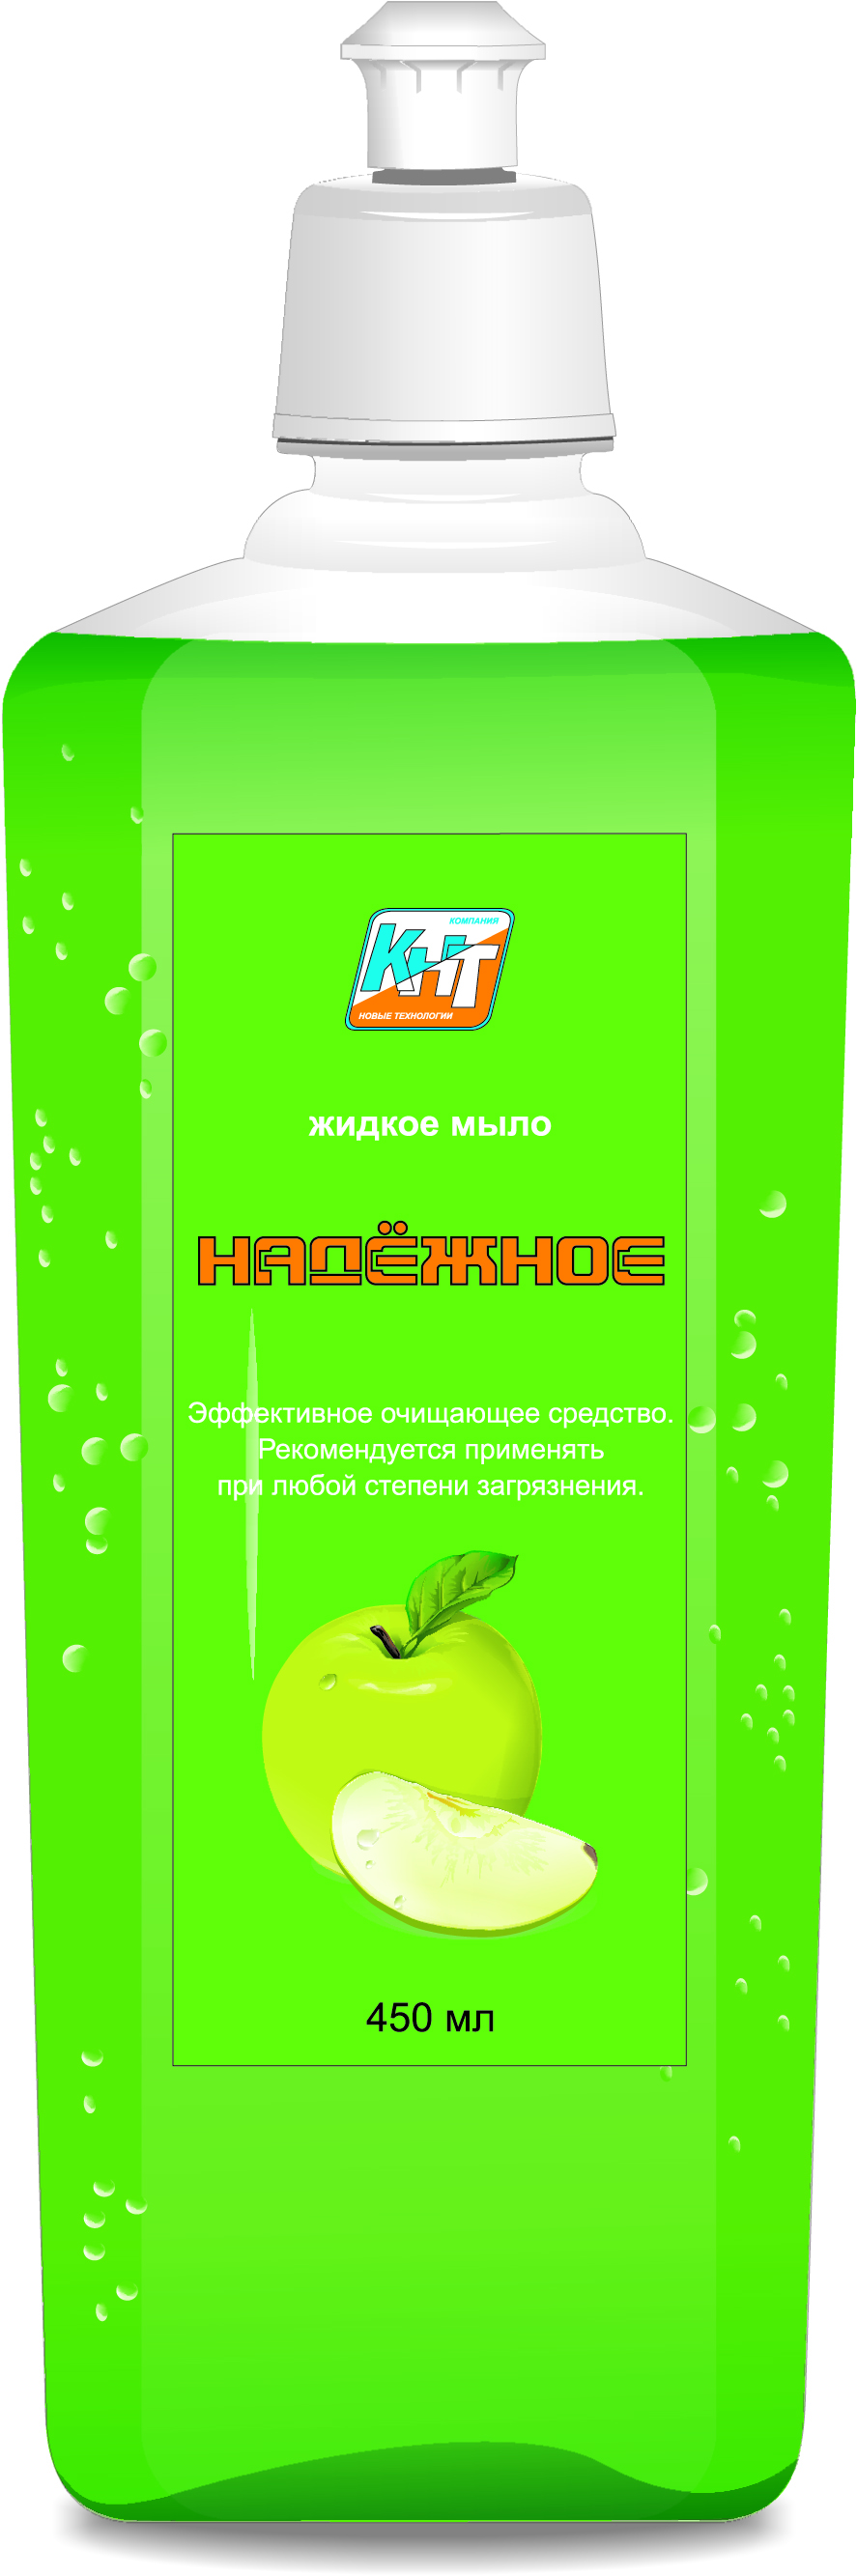 КОМПАНИЯ
КНТ
НОВЫЕ ТЕХНОЛОГИИ
жидкое мыло
НАДЁЖНОЕ
Эффективное очищающее средство.
Рекомендуется применять
при любой степени загрязнения.
450 мл